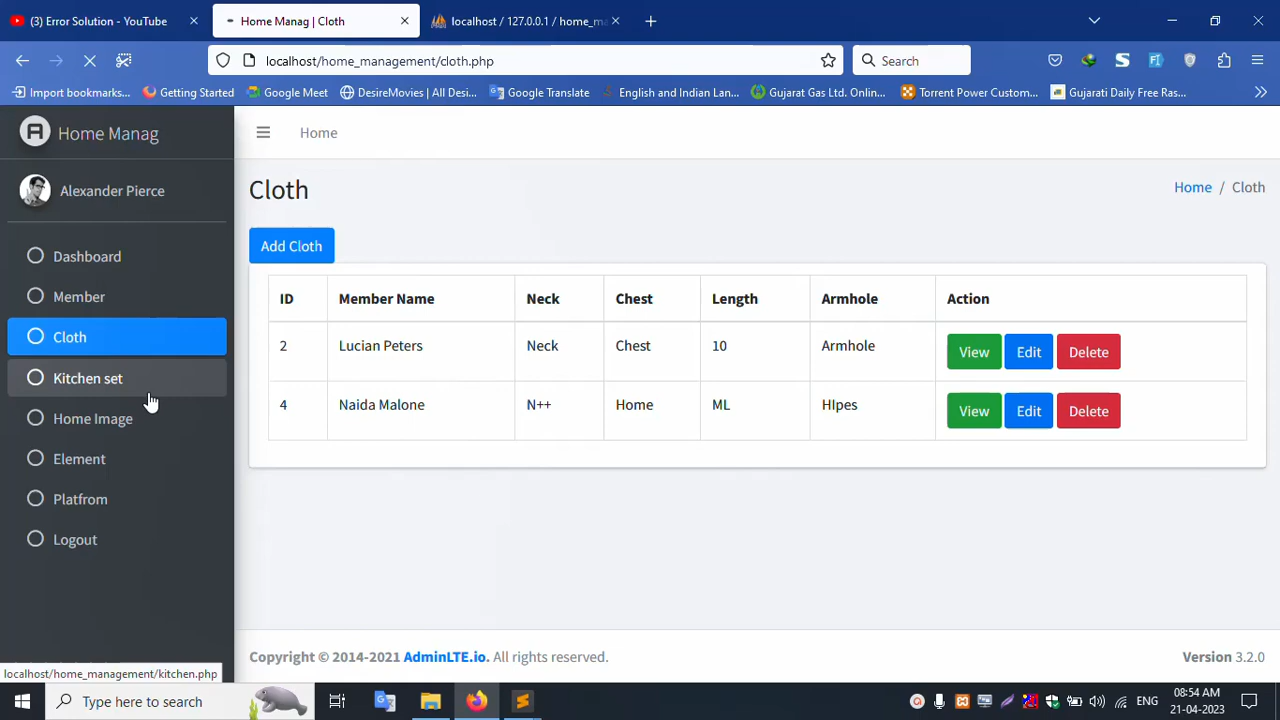 (3) Error Solution - YouTube
Home Manag | Cloth
localhost / 127.0.0.1 / home_ma
localhost/home_management/cloth.php
Search
Import bookmarks...
Getting Started
Google Meet
DesireMovies | All Desi...
Google Translate
English and Indian Lan...
Gujarat Gas Ltd. Onlin...
Torrent Power Custom...
Gujarati Daily Free Ras...
Home Manag
Home
Alexander Pierce
Dashboard
Member
Cloth
Kitchen set
Home Image
Element
Platfrom
Logout
Cloth
Home / Cloth
Add Cloth
ID Member Name Neck Chest Length Armhole Action
2 Lucian Peters Neck Chest 10 Armhole View Edit Delete
4 Naida Malone N++ Home ML HIpes View Edit Delete
Copyright © 2014-2021 AdminLTE.io. All rights reserved.
Version 3.2.0
localhost/home_management/kitchen.php
Type here to search
ENG
08:54 AM
21-04-2023